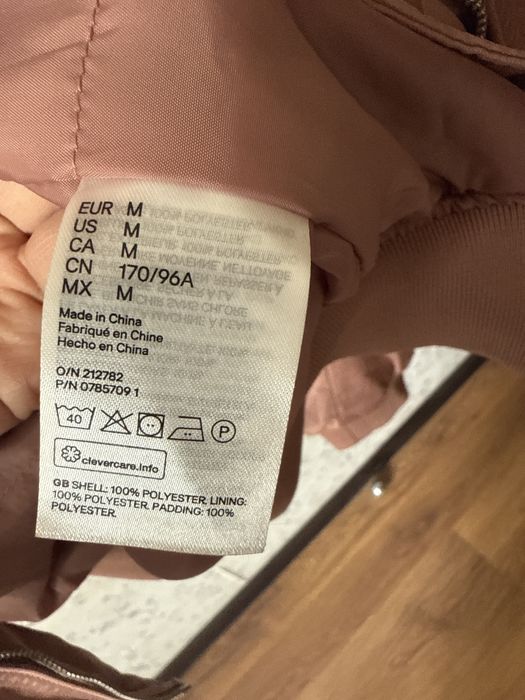 EUR M
US M
CA M
CN 170/96A
MX M
Made in China
Fabriqué en Chine
Hecho en China
O/N 212782
P/N 0785709 1
40
P
clevercare.info
GB SHELL: 100% POLYESTER. LINING:
100% POLYESTER. PADDING: 100%
POLYESTER.